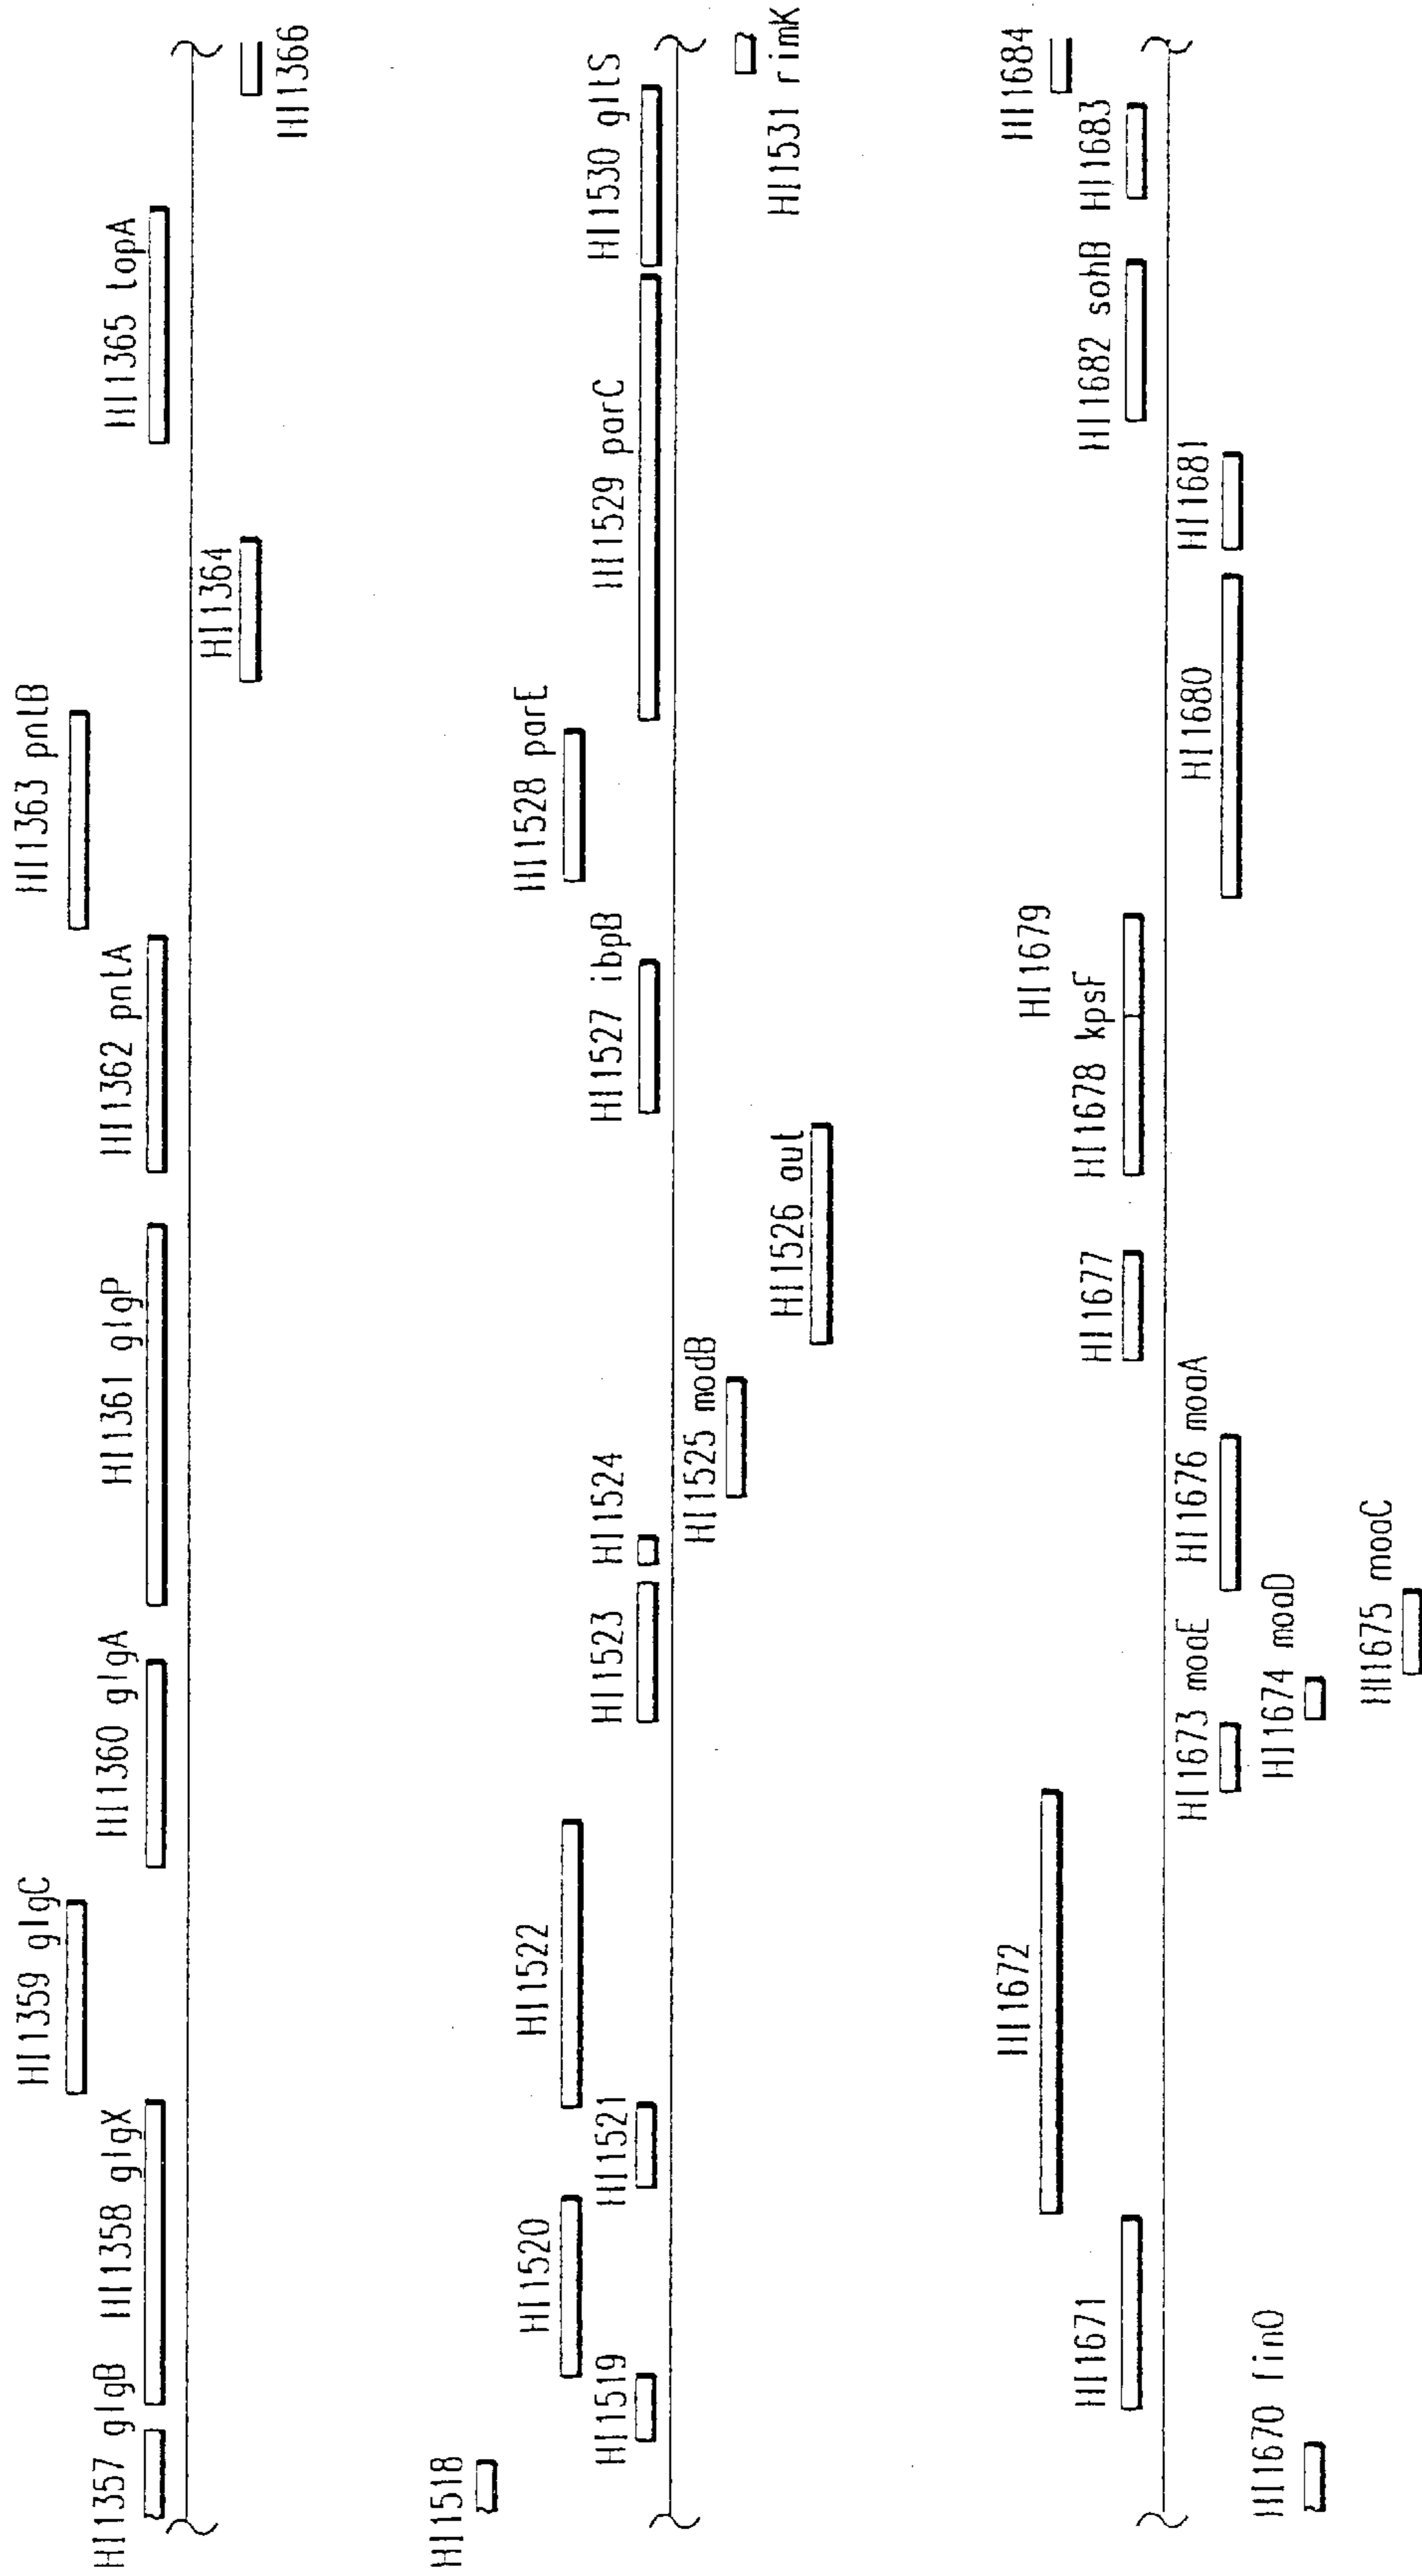 HI1357 glgB
HI1358 glgX
HI1359 glgC
HI1360 glgA
HI1361 glgP
HI1362 pntA
HI1363 pntB
HI1364
HI1365 topA
HI1366
HI1518
HI1519
HI1520
HI1521
HI1522
HI1523
HI1524
HI1525 modB
HI1526 aut
HI1527 ibpB
HI1528 parE
HI1529 parC
HI1530 gltS
HI1531 rimK
HI1670 finO
HI1671
HI1672
HI1673 moaE
HI1674 moaD
HI1675 moaC
HI1676 moaA
HI1677
HI1678 kpsF
HI1679
HI1680
HI1681
HI1682 sohB
HI1683
HI1684